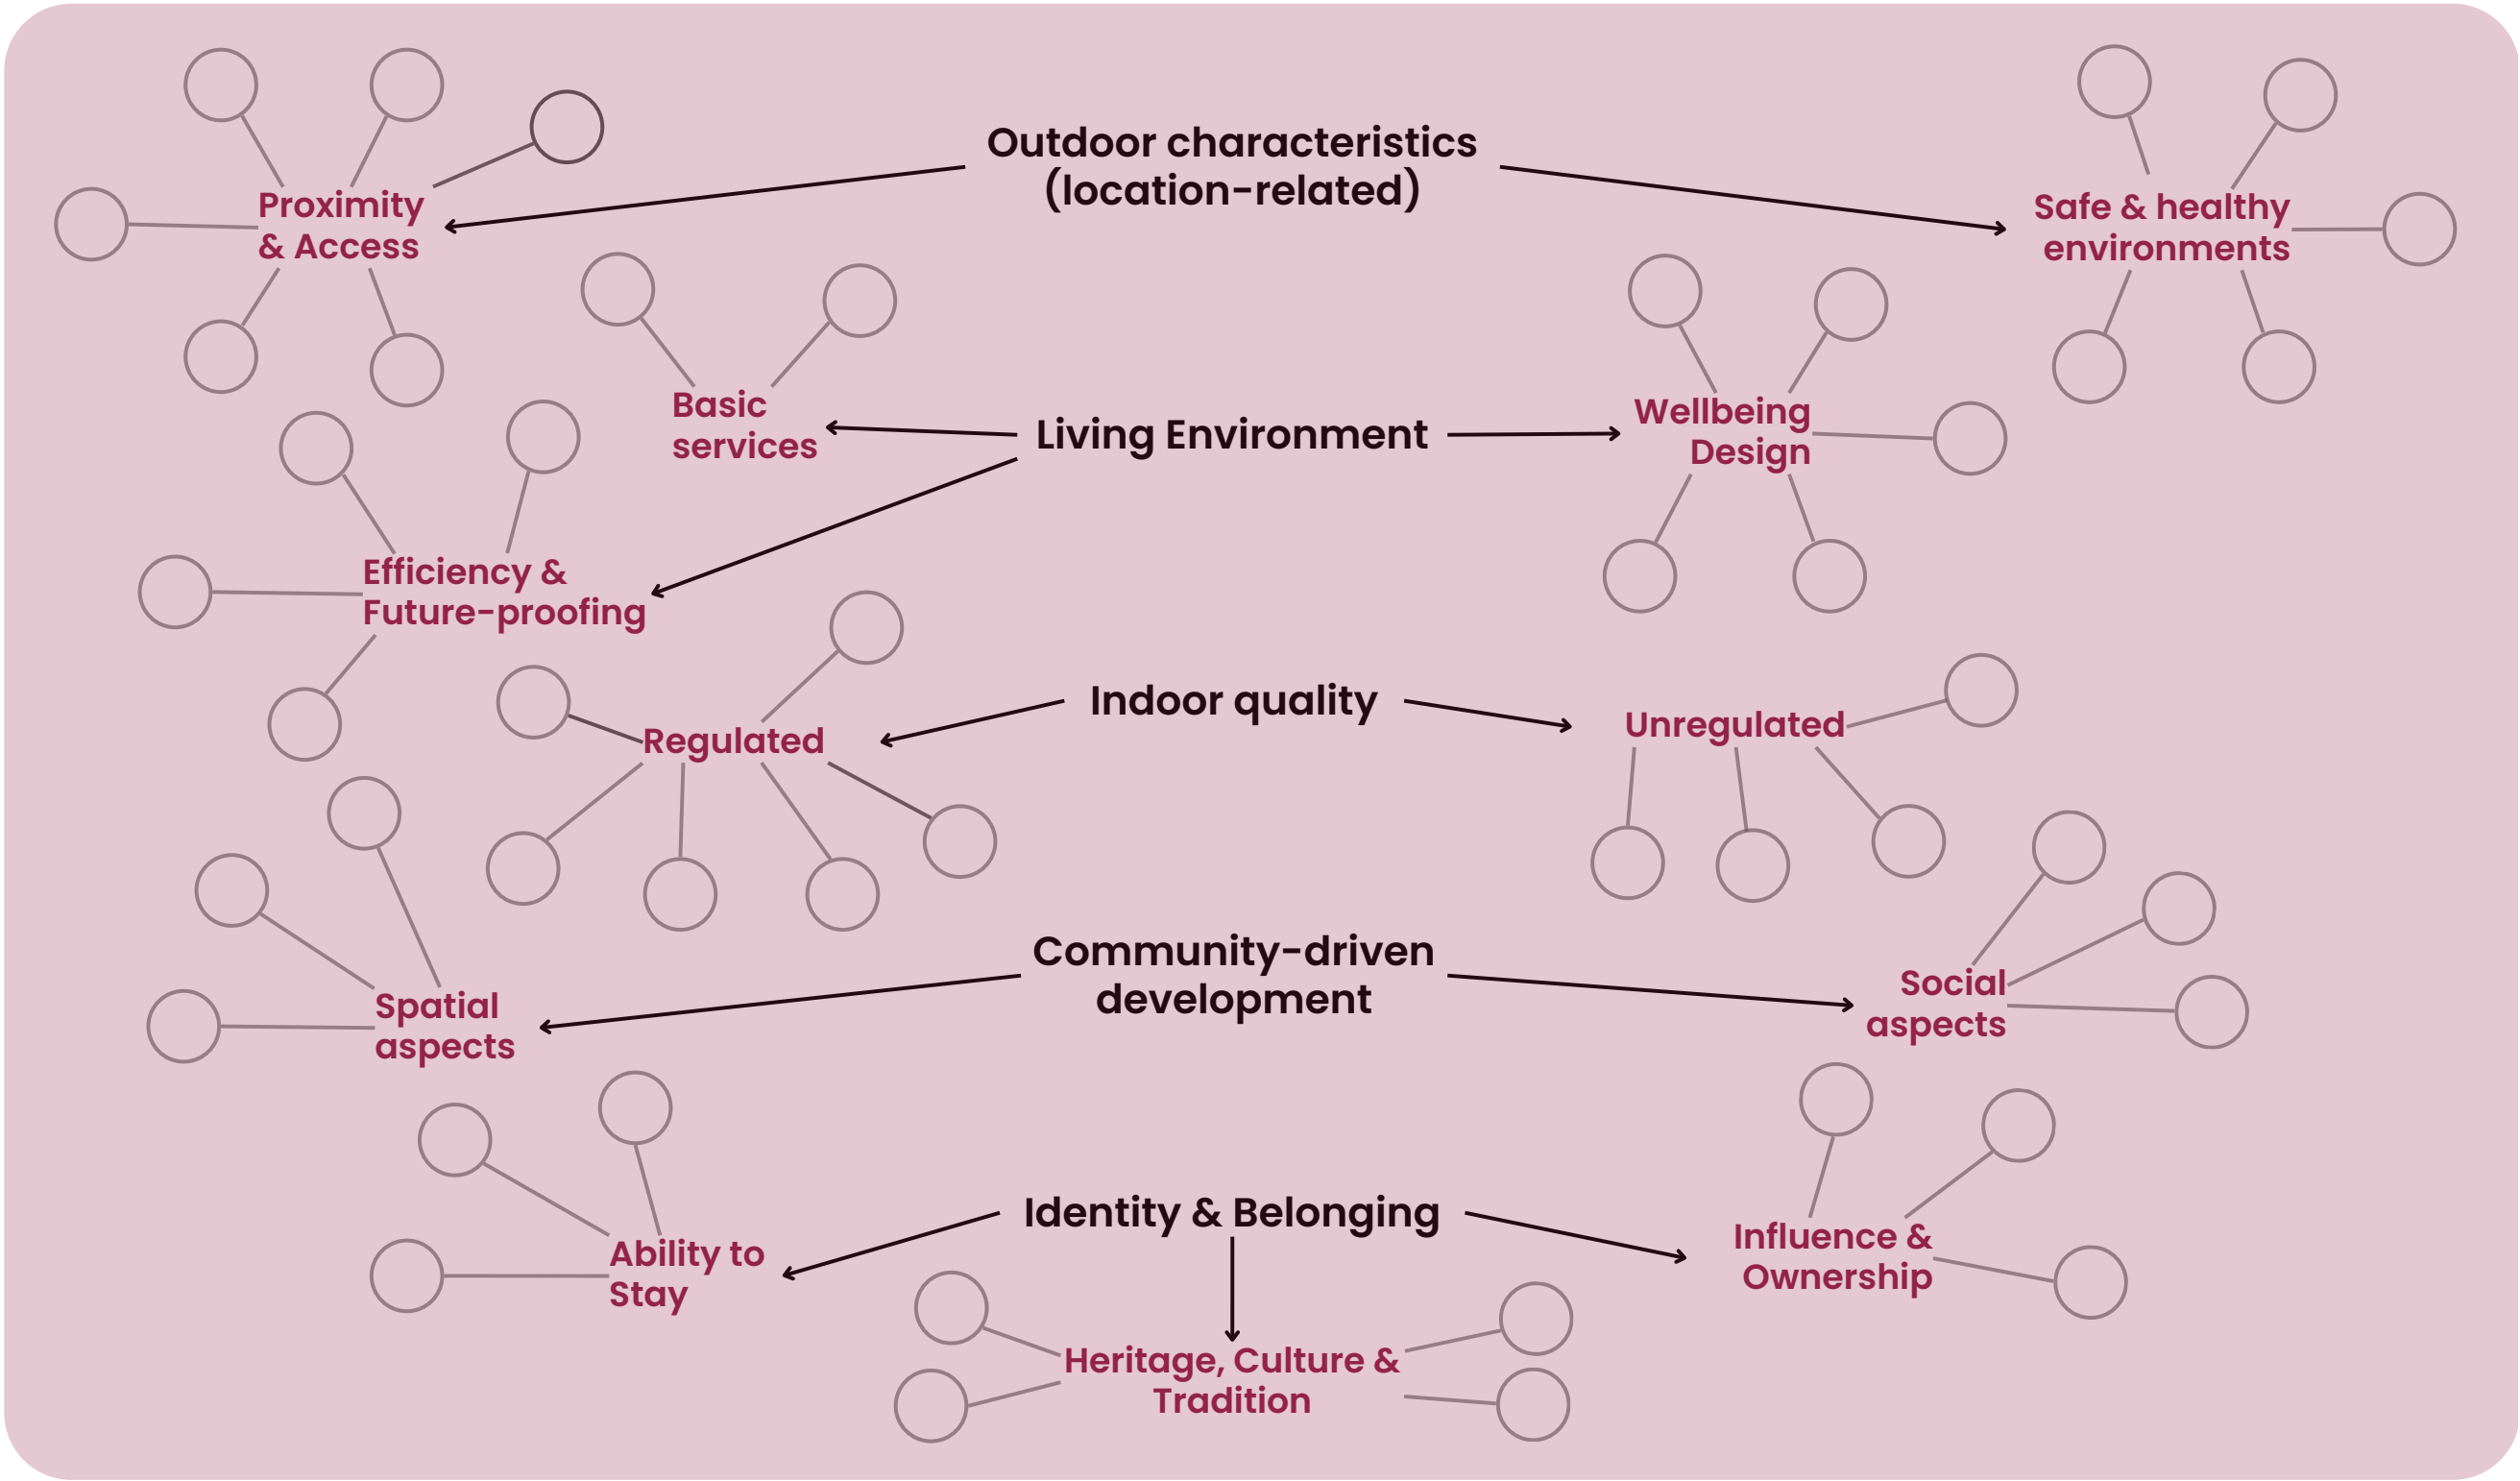 Outdoor characteristics
(location-related)
Proximity
& Access
Safe & healthy
environments
Living Environment
Basic
services
Wellbeing
Design
Efficiency &
Future-proofing
Indoor quality
Regulated
Unregulated
Community-driven
development
Spatial
aspects
Social
aspects
Identity & Belonging
Ability to
Stay
Influence &
Ownership
Heritage, Culture &
Tradition